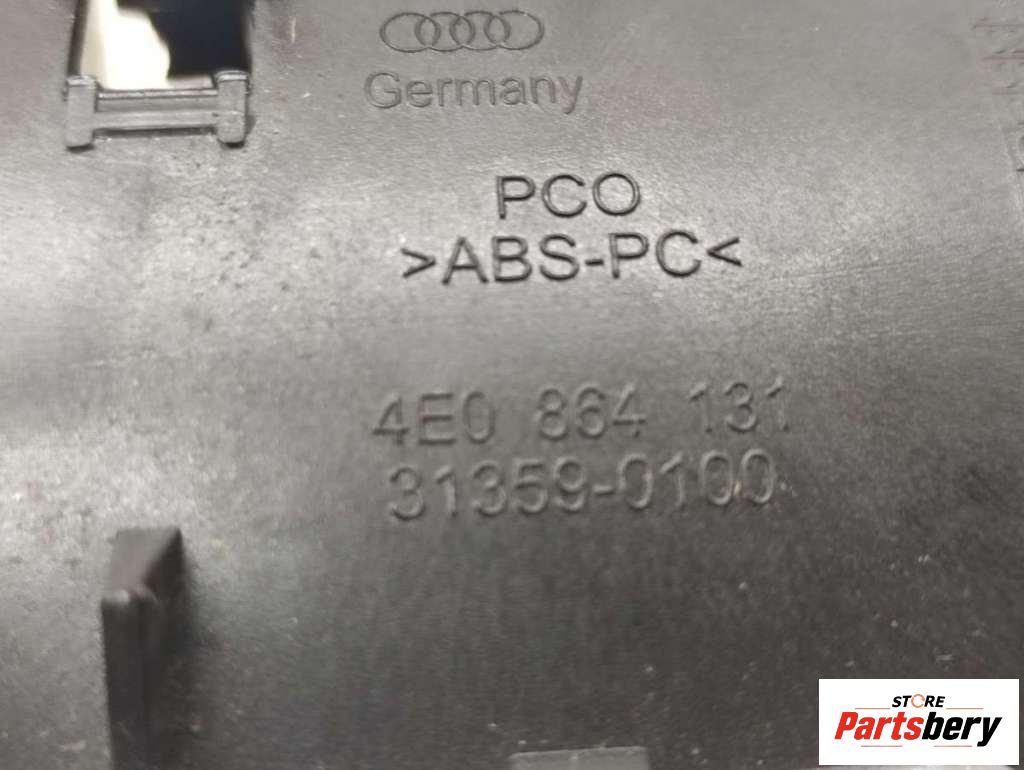 Germany
PCO
>ABS-PC<
4E0 864 131
31359-0100
STORE
Partsbery